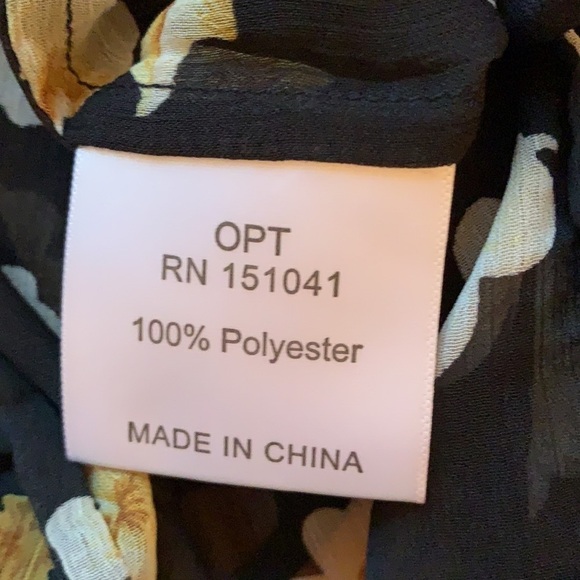 OPT
RN 151041
100% Polyester
MADE IN CHINA